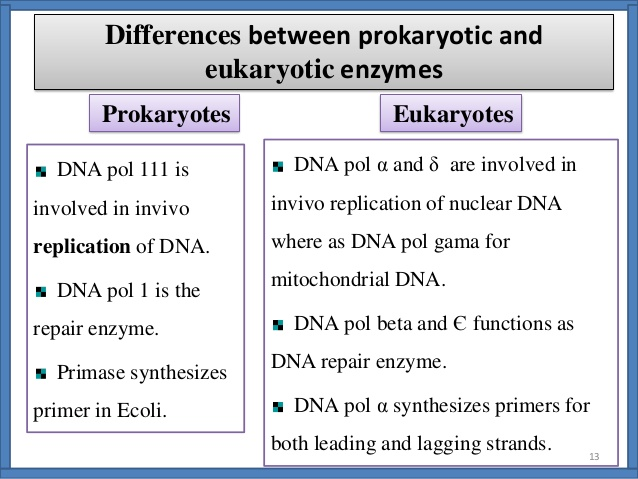 Differences between prokaryotic and
eukaryotic enzymes
Prokaryotes
DNA pol 111 is
involved in invivo
replication of DNA.
DNA pol 1 is the
repair enzyme.
Primase synthesizes
primer in Ecoli.
Eukaryotes
DNA pol α and δ are involved in
invivo replication of nuclear DNA
where as DNA pol gama for
mitochondrial DNA.
DNA pol beta and Є functions as
DNA repair enzyme.
DNA pol α synthesizes primers for
both leading and lagging strands.
13